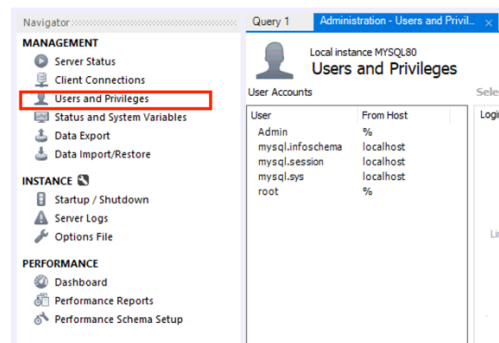 Navigator
MANAGEMENT
Server Status
Client Connections
Users and Privileges
Status and System Variables
Data Export
Data Import/Restore
INSTANCE
Startup / Shutdown
Server Logs
Options File
PERFORMANCE
Dashboard
Performance Reports
Performance Schema Setup
Query 1
Administration - Users and Privil...
Local instance MYSQL80
Users and Privileges
User Accounts
Sele
User From Host
Admin %
mysql.infoschema localhost
mysql.session localhost
mysql.sys localhost
root %
Logi
Li